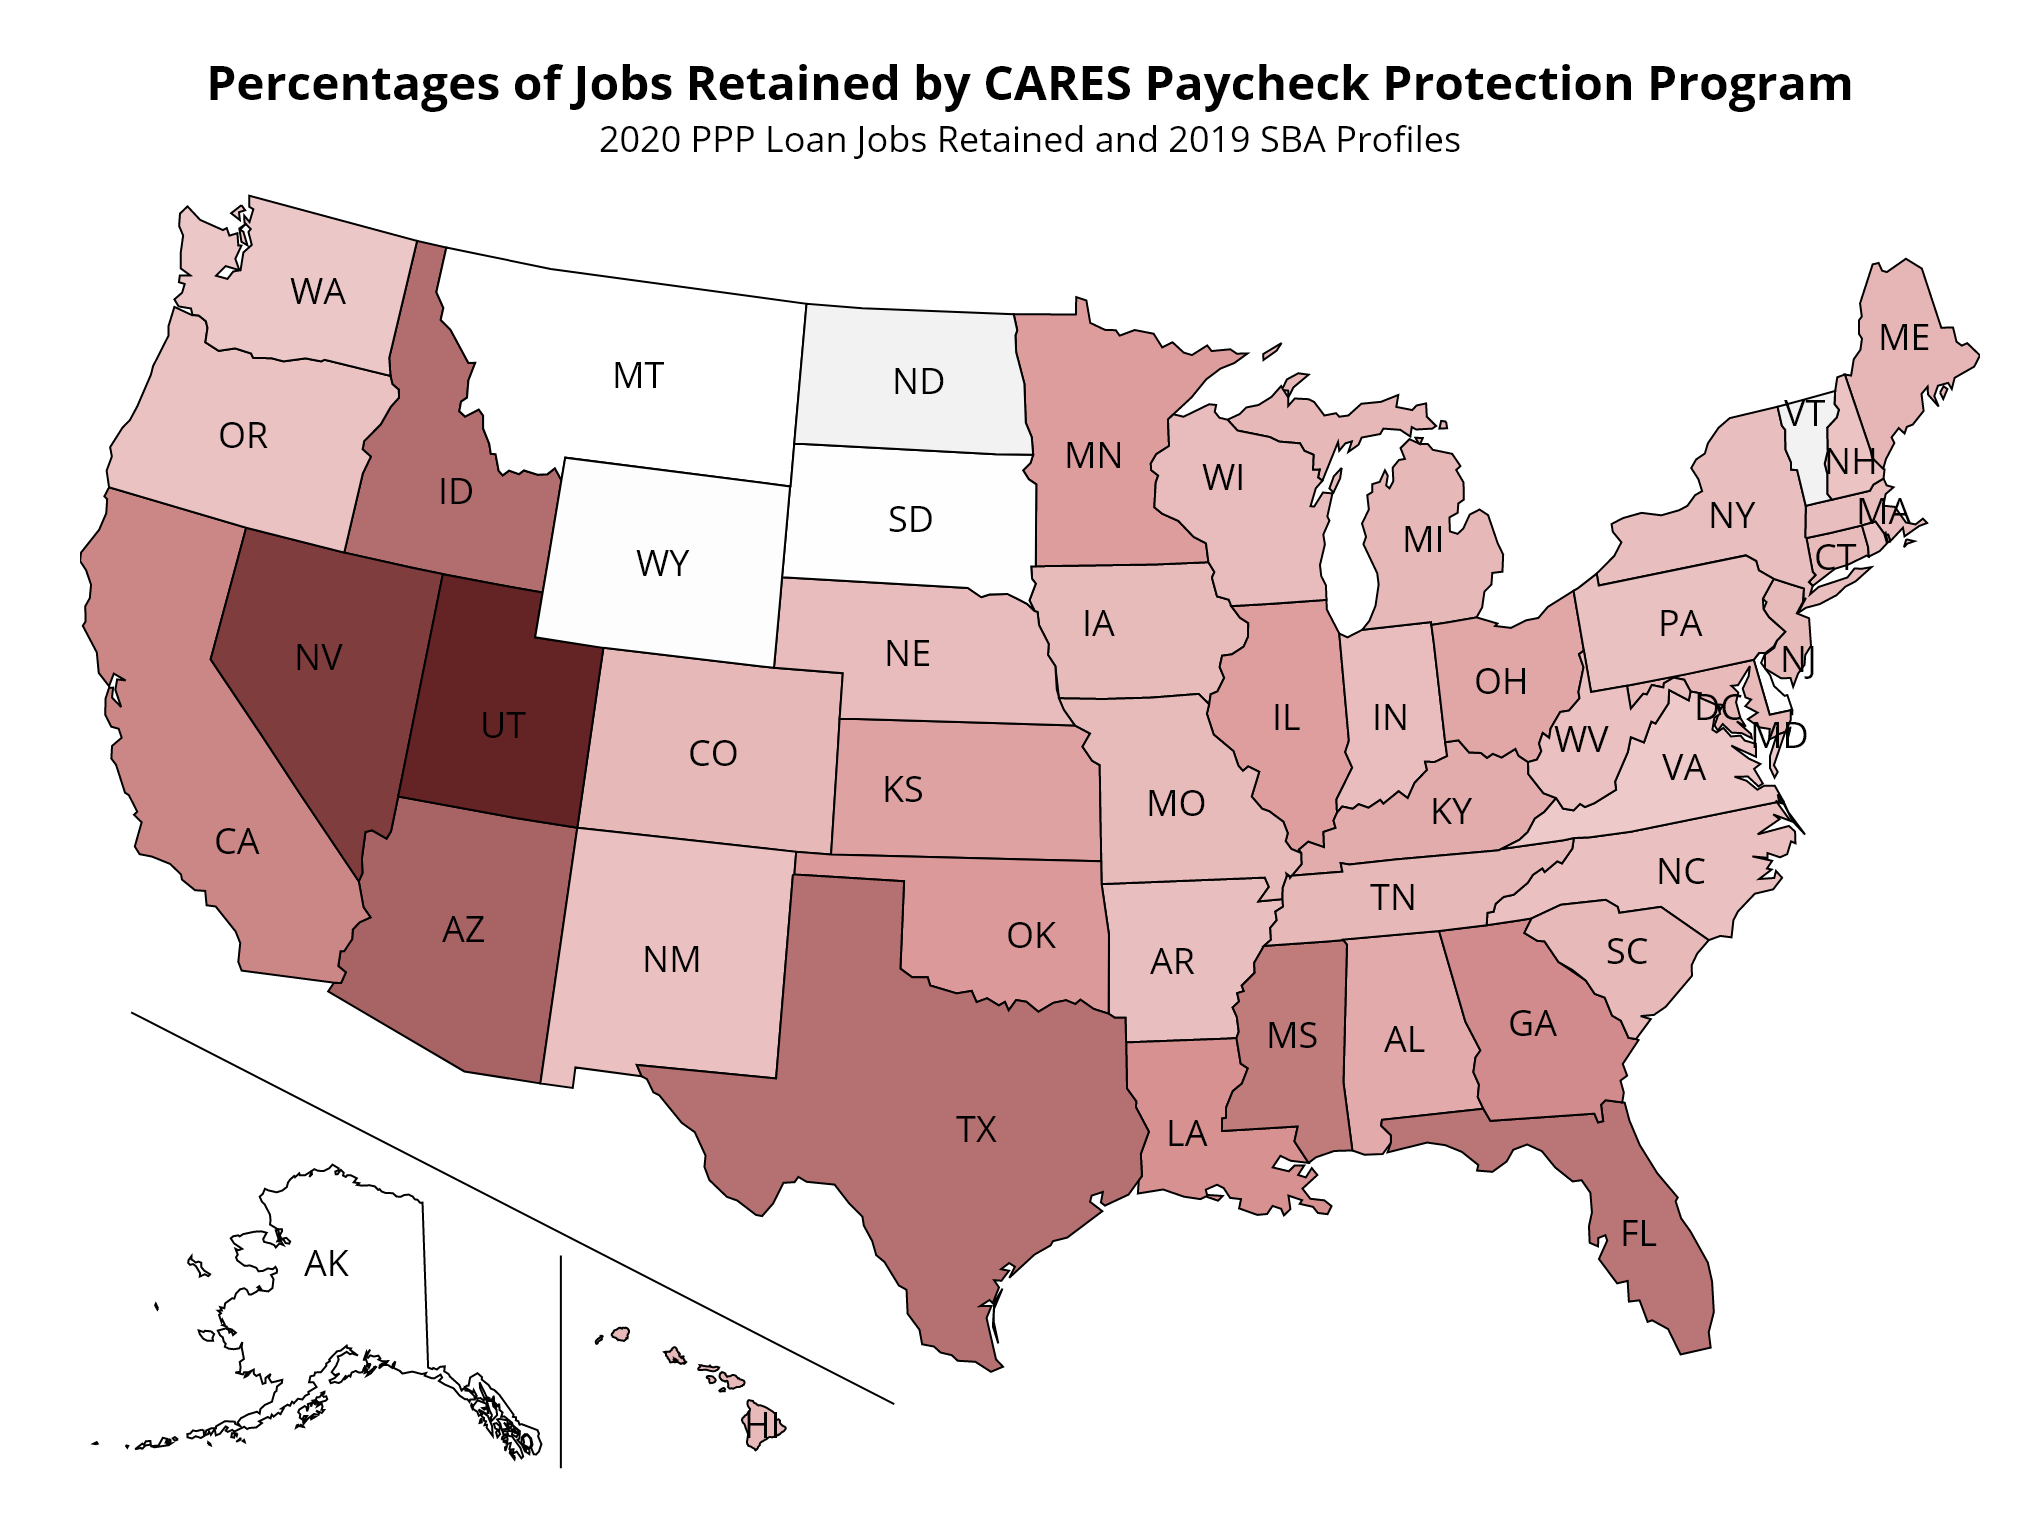 Percentages of Jobs Retained by CARES Paycheck Protection Program
2020 PPP Loan Jobs Retained and 2019 SBA Profiles
WA
ME
MT
ND
VT
OR
MN
NH
WI
ID
MA
NY
SD
MI
CT
WY
IA
PA
NE
NV
NJ
OH
DC
IL
IN
UT
MD
WV
CO
VA
KS
MO
KY
CA
NC
TN
AZ
OK
SC
NM
AR
GA
MS
AL
TX
LA
FL
AK
HI